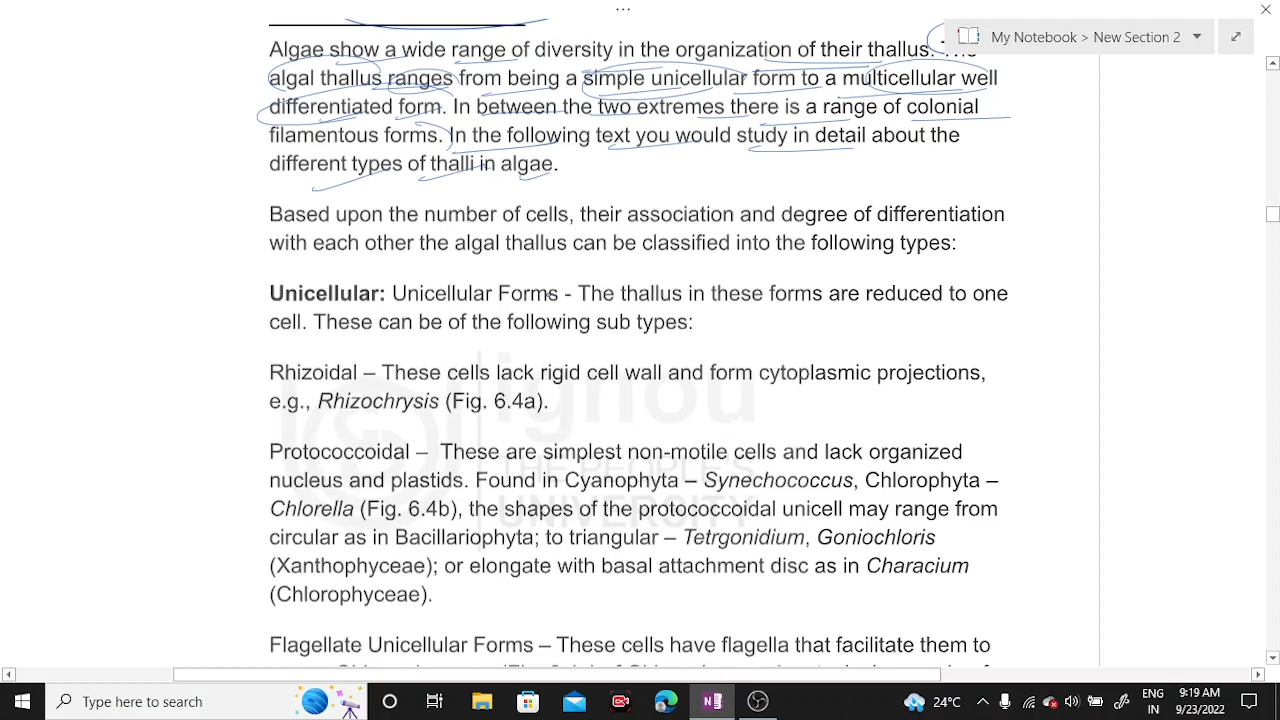 ...
My Notebook > New Section 2
Algae show a wide range of diversity in the organization of their thallus. The
algal thallus ranges from being a simple unicellular form to a multicellular well
differentiated form. In between the two extremes there is a range of colonial
filamentous forms. In the following text you would study in detail about the
different types of thalli in algae.
Based upon the number of cells, their association and degree of differentiation
with each other the algal thallus can be classified into the following types:
Unicellular: Unicellular Forms - The thallus in these forms are reduced to one
cell. These can be of the following sub types:
Rhizoidal – These cells lack rigid cell wall and form cytoplasmic projections,
e.g., Rhizochrysis (Fig. 6.4a).
Protococcoidal – These are simplest non-motile cells and lack organized
nucleus and plastids. Found in Cyanophyta – Synechococcus, Chlorophyta –
Chlorella (Fig. 6.4b), the shapes of the protococcoidal unicell may range from
circular as in Bacillariophyta; to triangular – Tetrgonidium, Goniochloris
(Xanthophyceae); or elongate with basal attachment disc as in Characium
(Chlorophyceae).
Flagellate Unicellular Forms – These cells have flagella that facilitate them to
ignou
THE PEOPLE'S
UNIVERSITY
Type here to search
24°C
ENG
IN
9:19 AM
9/23/2022